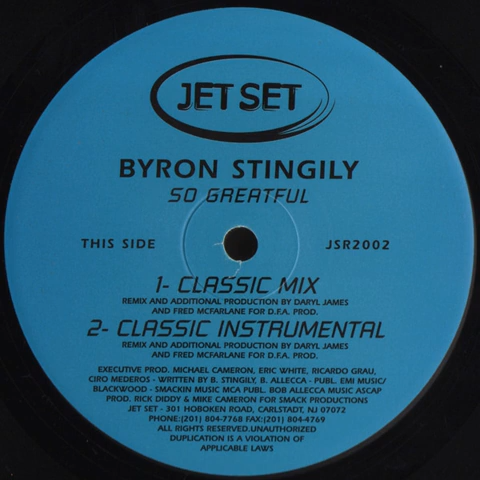 JET SET
BYRON STINGILY
SO GREATFUL
THIS SIDE JSR2002
1- CLASSIC MIX
REMIX AND ADDITIONAL PRODUCTION BY DARYL JAMES
AND FRED MCFARLANE FOR D.F.A. PROD.
2- CLASSIC INSTRUMENTAL
REMIX AND ADDITIONAL PRODUCTION BY DARYL JAMES
AND FRED MCFARLANE FOR D.F.A. PROD.
EXECUTIVE PROD. MICHAEL CAMERON, ERIC WHITE, RICARDO GRAU,
CIRO MEDEROS - WRITTEN BY B. STINGILY, B. ALLECCA - PUBL. EMI MUSIC/
BLACKWOOD - SMACKIN MUSIC MCA PUBL. BOB ALLECCA MUSIC ASCAP
PROD. RICK DIDDY & MIKE CAMERON FOR SMACK PRODUCTIONS
JET SET - 301 HOBOKEN ROAD, CARLSTADT, NJ 07072
PHONE:(201) 804-7768 FAX:(201) 804-4769
ALL RIGHTS RESERVED.UNAUTHORIZED
DUPLICATION IS A VIOLATION OF
APPLICABLE LAWS